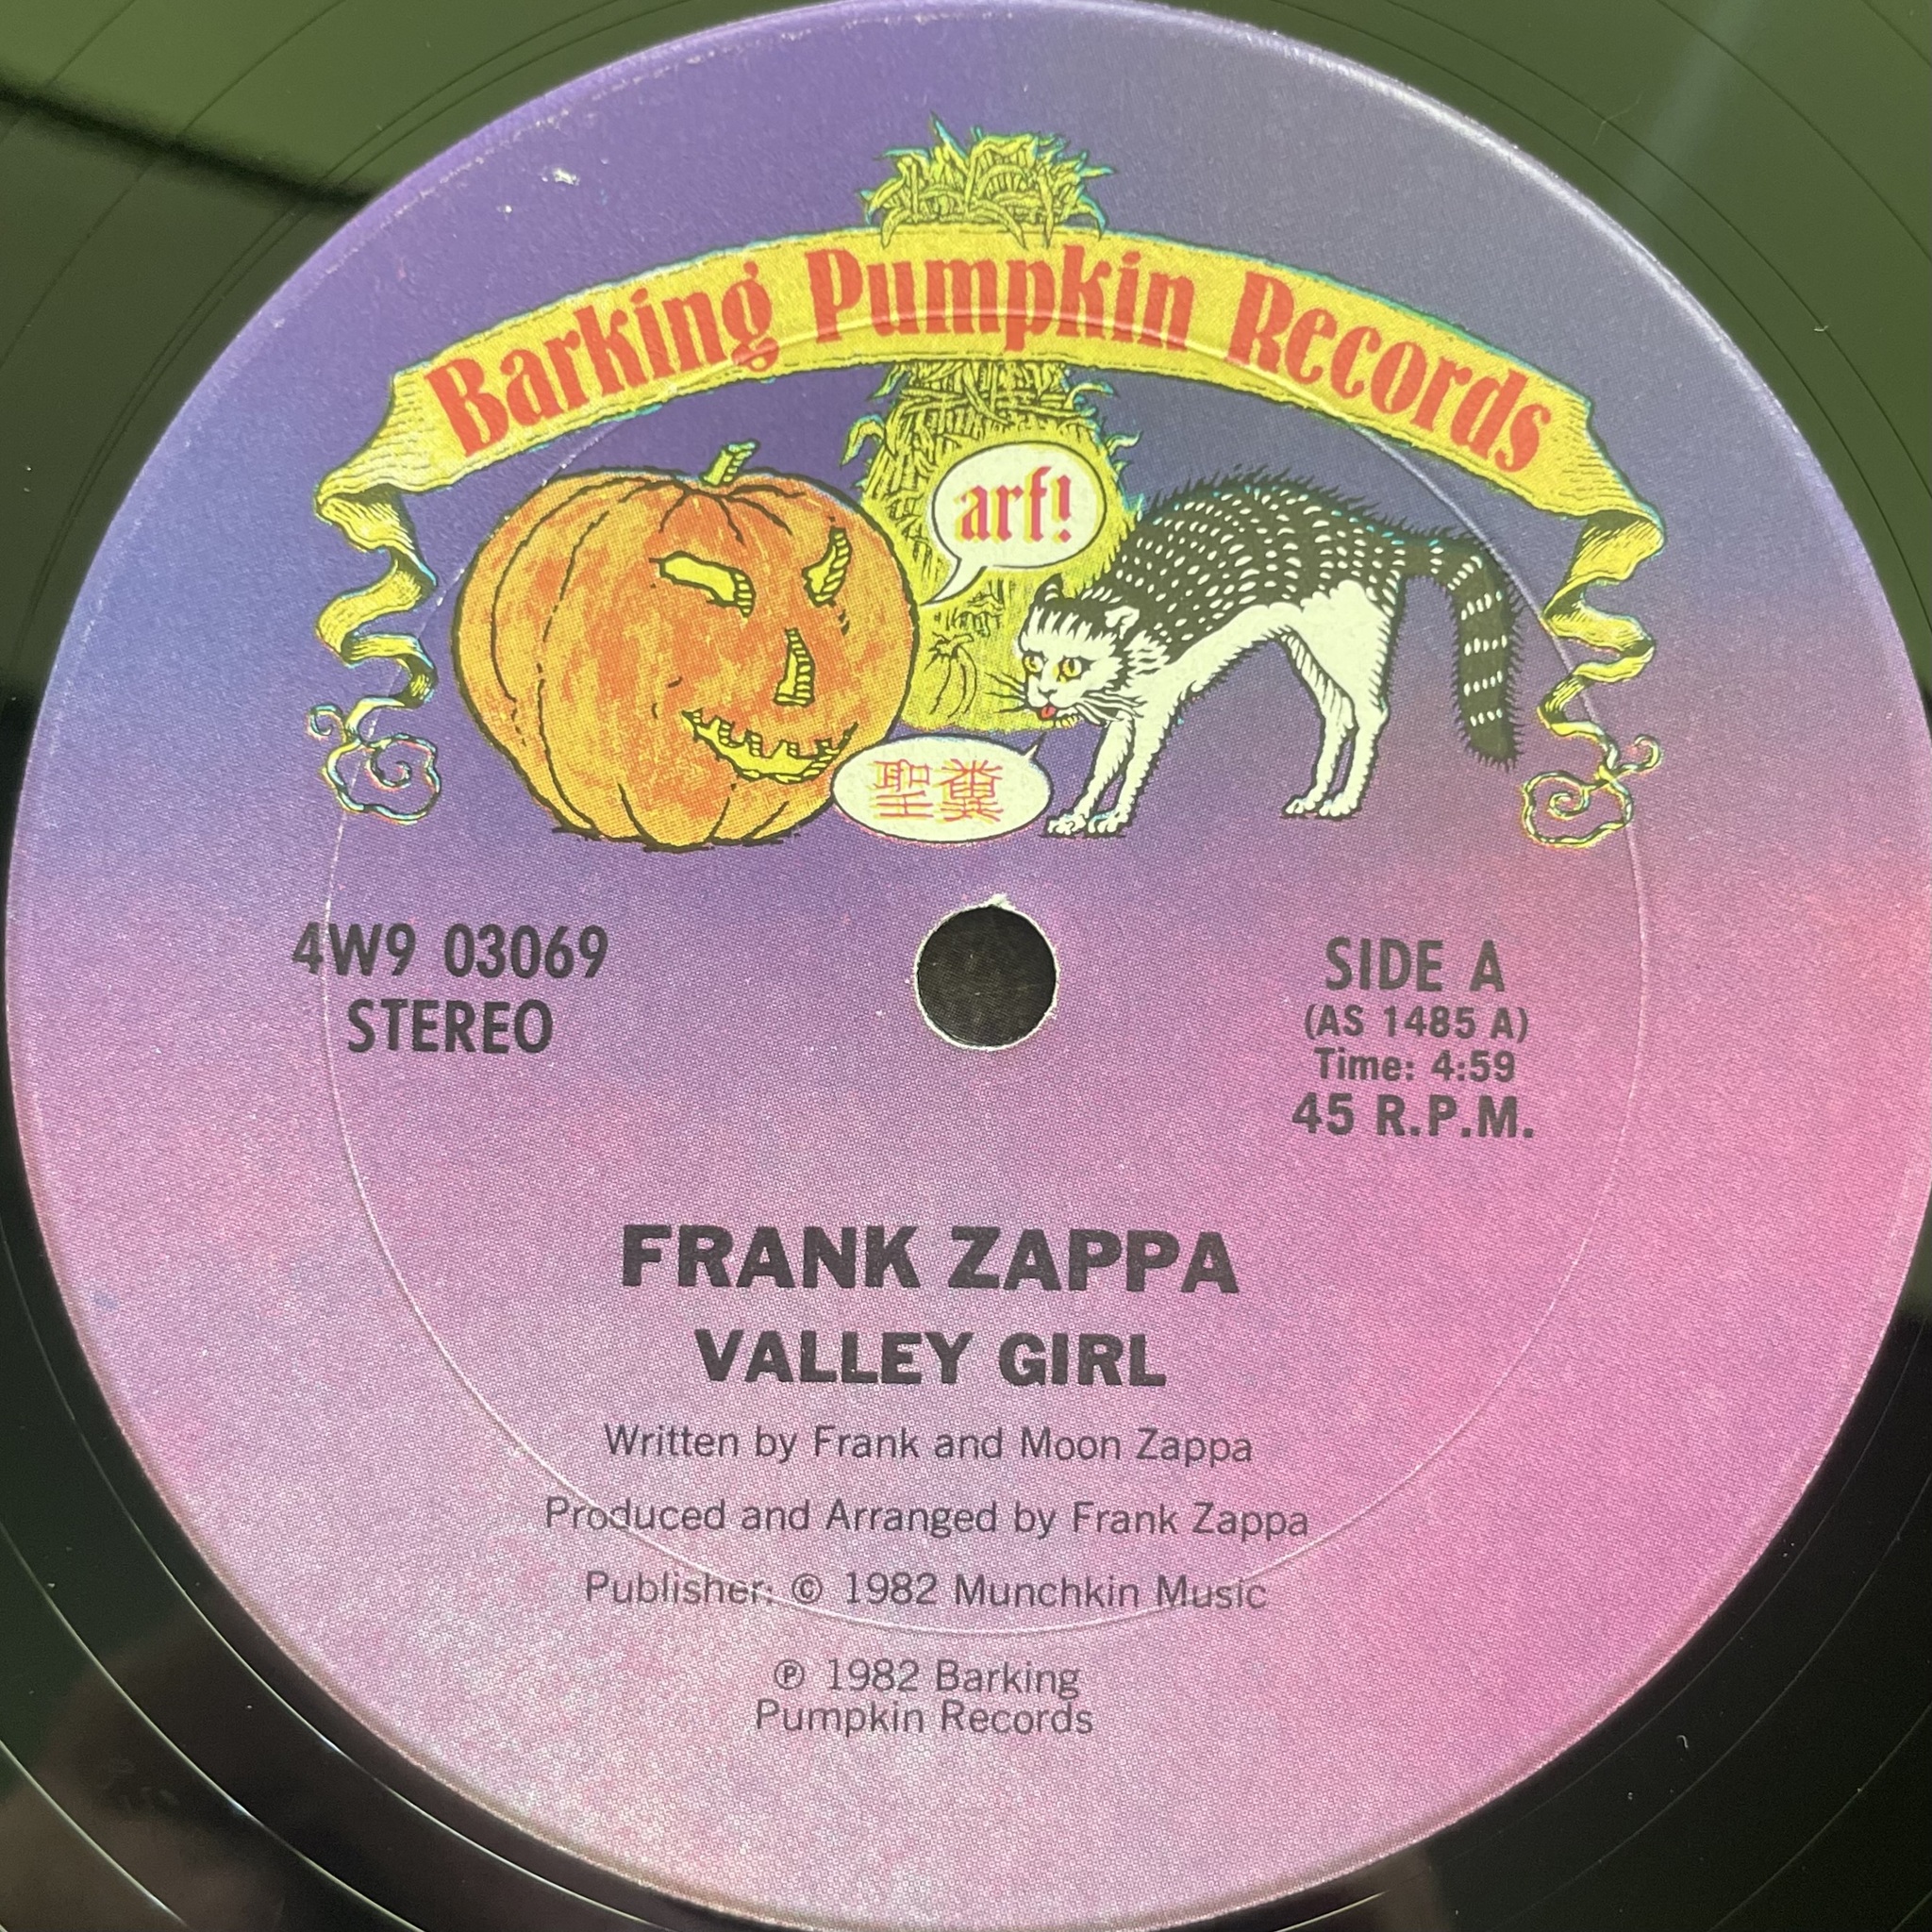 Barking Pumpkin Records
arf!
聖糞
4W9 03069
STEREO
SIDE A
(AS 1485 A)
Time: 4:59
45 R.P.M.
FRANK ZAPPA
VALLEY GIRL
Written by Frank and Moon Zappa
Produced and Arranged by Frank Zappa
Publisher: © 1982 Munchkin Music
℗ 1982 Barking
Pumpkin Records